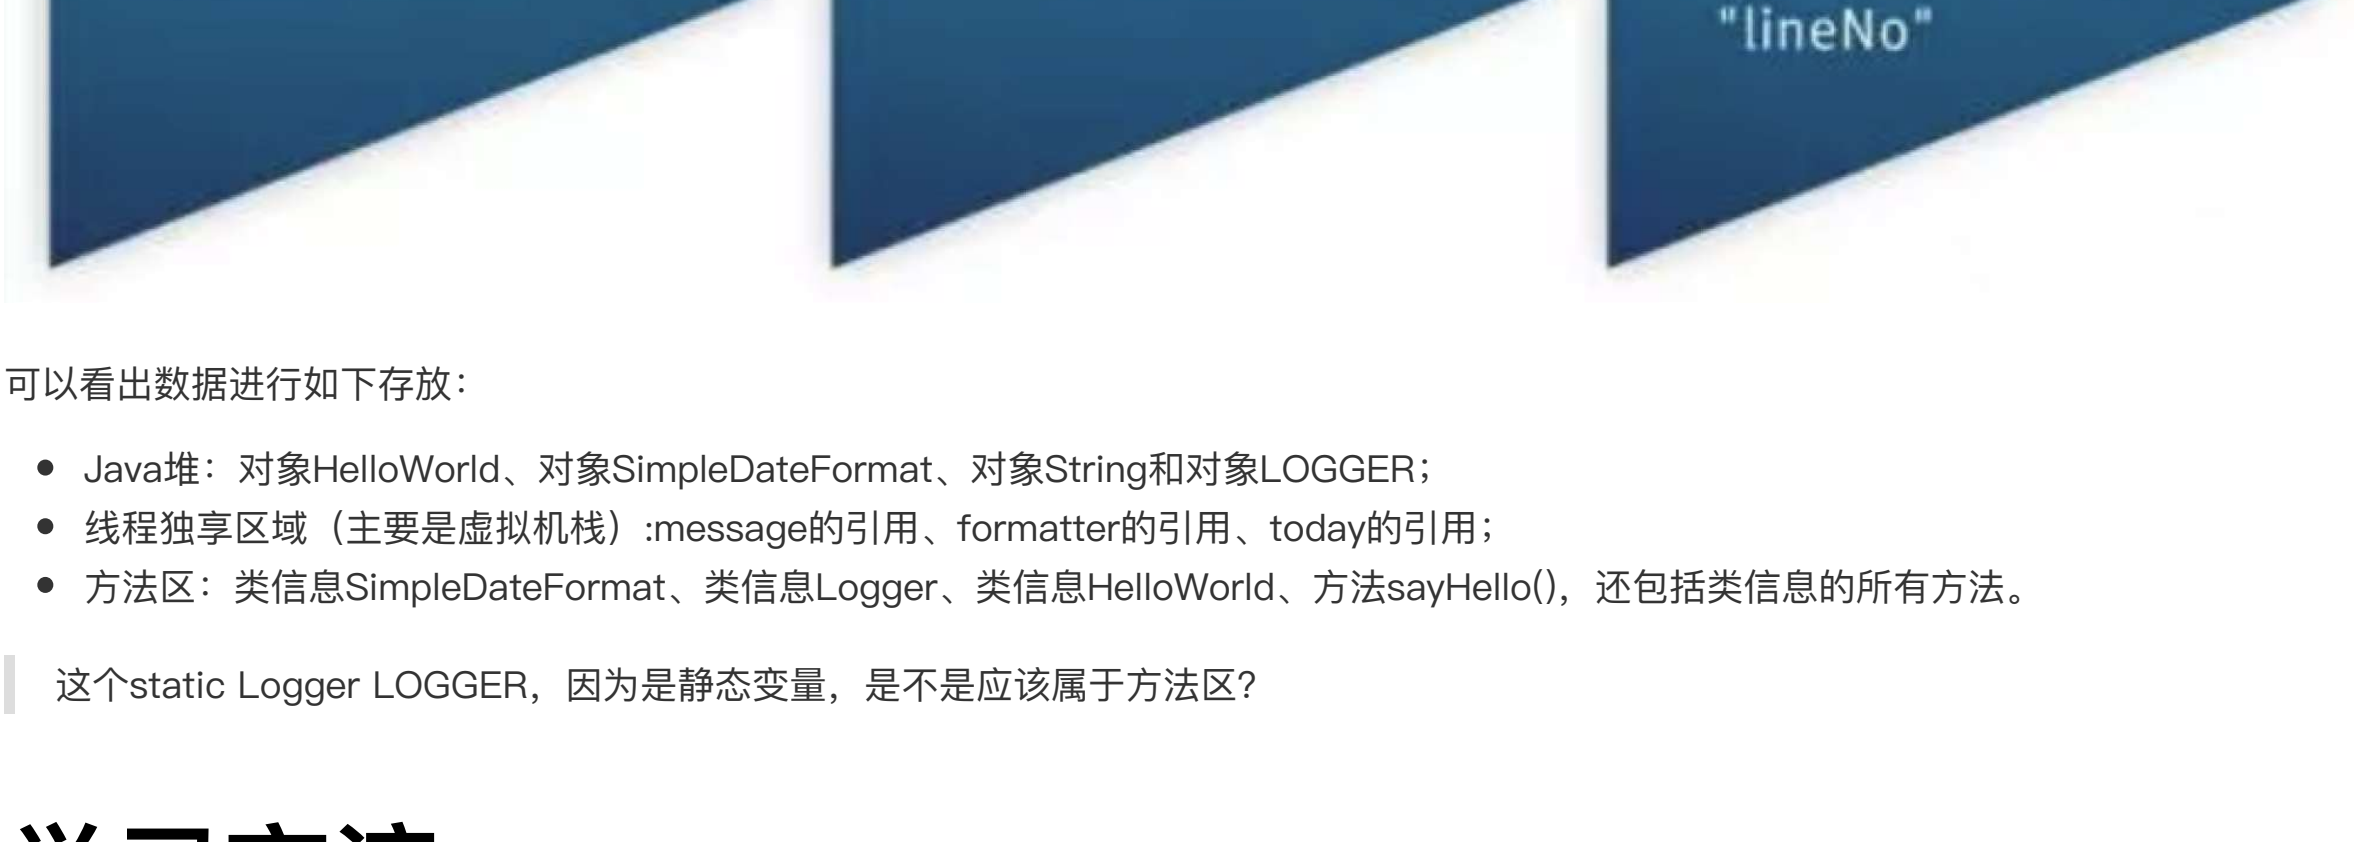 "lineNo"
可以看出数据进行如下存放：
Java堆：对象HelloWorld、对象SimpleDateFormat、对象String和对象LOGGER；
线程独享区域（主要是虚拟机栈）:message的引用、formatter的引用、today的引用；
方法区：类信息SimpleDateFormat、类信息Logger、类信息HelloWorld、方法sayHello()，还包括类信息的所有方法。
这个static Logger LOGGER，因为是静态变量，是不是应该属于方法区？